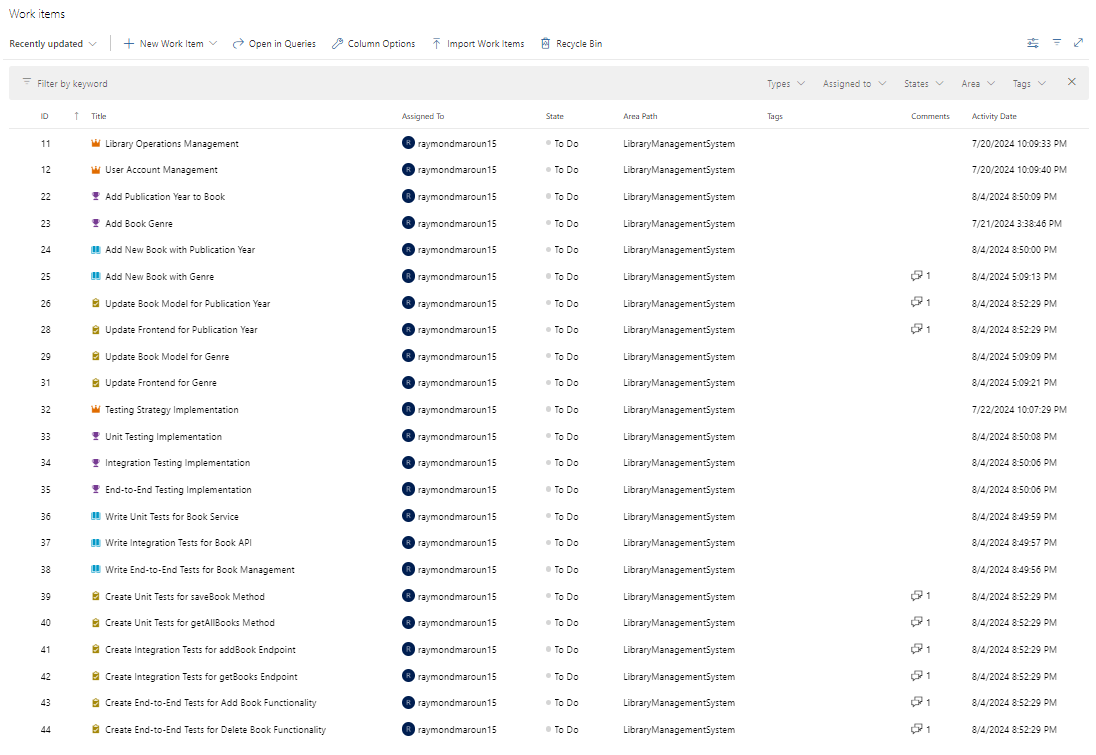 Work items
Recently updated New Work Item Open in Queries Column Options Import Work Items Recycle Bin
Filter by keyword Types Assigned to States Area Tags
ID Title Assigned To State Area Path Tags Comments Activity Date
11 Library Operations Management R raymondmaroun15 To Do LibraryManagementSystem 7/20/2024 10:09:33 PM
12 User Account Management R raymondmaroun15 To Do LibraryManagementSystem 7/20/2024 10:09:40 PM
22 Add Publication Year to Book R raymondmaroun15 To Do LibraryManagementSystem 8/4/2024 8:50:09 PM
23 Add Book Genre R raymondmaroun15 To Do LibraryManagementSystem 7/21/2024 3:38:46 PM
24 Add New Book with Publication Year R raymondmaroun15 To Do LibraryManagementSystem 8/4/2024 8:50:00 PM
25 Add New Book with Genre R raymondmaroun15 To Do LibraryManagementSystem 1 8/4/2024 5:09:13 PM
26 Update Book Model for Publication Year R raymondmaroun15 To Do LibraryManagementSystem 1 8/4/2024 8:52:29 PM
28 Update Frontend for Publication Year R raymondmaroun15 To Do LibraryManagementSystem 1 8/4/2024 8:52:29 PM
29 Update Book Model for Genre R raymondmaroun15 To Do LibraryManagementSystem 8/4/2024 5:09:09 PM
31 Update Frontend for Genre R raymondmaroun15 To Do LibraryManagementSystem 8/4/2024 5:09:21 PM
32 Testing Strategy Implementation R raymondmaroun15 To Do LibraryManagementSystem 7/22/2024 10:07:29 PM
33 Unit Testing Implementation R raymondmaroun15 To Do LibraryManagementSystem 8/4/2024 8:50:08 PM
34 Integration Testing Implementation R raymondmaroun15 To Do LibraryManagementSystem 8/4/2024 8:50:06 PM
35 End-to-End Testing Implementation R raymondmaroun15 To Do LibraryManagementSystem 8/4/2024 8:50:06 PM
36 Write Unit Tests for Book Service R raymondmaroun15 To Do LibraryManagementSystem 8/4/2024 8:49:59 PM
37 Write Integration Tests for Book API R raymondmaroun15 To Do LibraryManagementSystem 8/4/2024 8:49:57 PM
38 Write End-to-End Tests for Book Management R raymondmaroun15 To Do LibraryManagementSystem 8/4/2024 8:49:56 PM
39 Create Unit Tests for saveBook Method R raymondmaroun15 To Do LibraryManagementSystem 1 8/4/2024 8:52:29 PM
40 Create Unit Tests for getAllBooks Method R raymondmaroun15 To Do LibraryManagementSystem 1 8/4/2024 8:52:29 PM
41 Create Integration Tests for addBook Endpoint R raymondmaroun15 To Do LibraryManagementSystem 1 8/4/2024 8:52:29 PM
42 Create Integration Tests for getBooks Endpoint R raymondmaroun15 To Do LibraryManagementSystem 1 8/4/2024 8:52:29 PM
43 Create End-to-End Tests for Add Book Functionality R raymondmaroun15 To Do LibraryManagementSystem 1 8/4/2024 8:52:29 PM
44 Create End-to-End Tests for Delete Book Functionality R raymondmaroun15 To Do LibraryManagementSystem 1 8/4/2024 8:52:29 PM